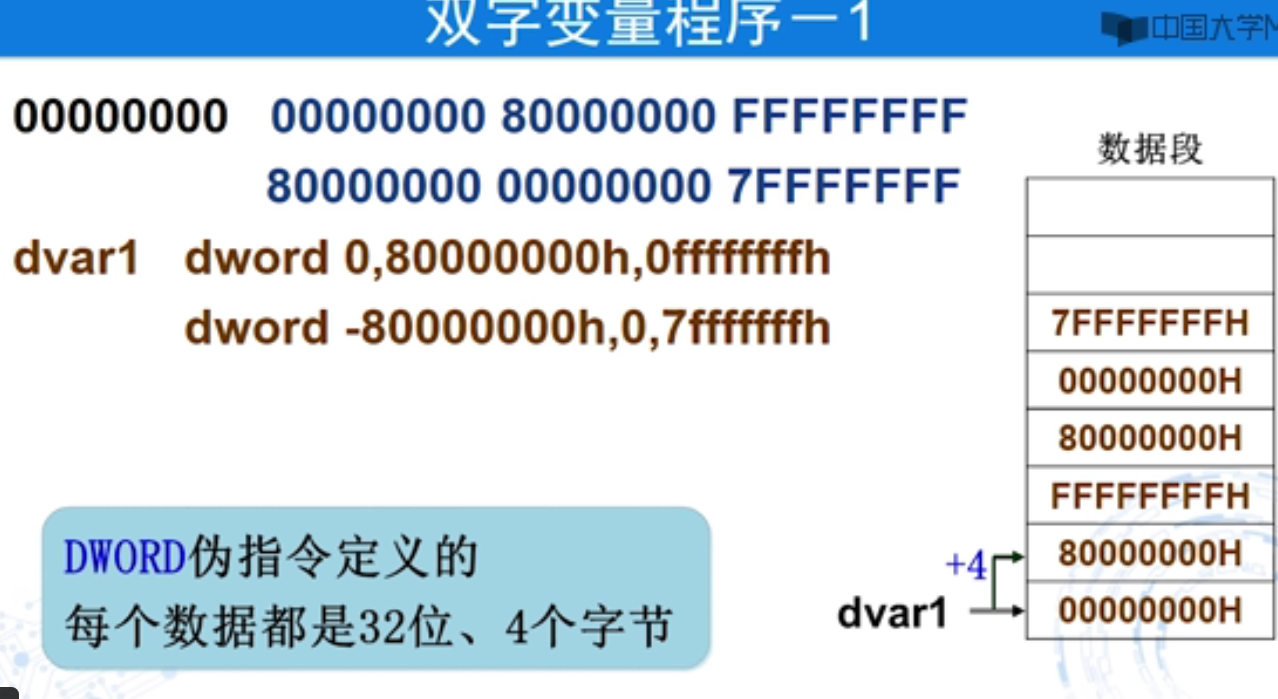 双字变量程序－1
中国大学M
00000000 00000000 80000000 FFFFFFFF
80000000 00000000 7FFFFFFF
dvar1 dword 0,80000000h,0ffffffffh
dword -80000000h,0,7fffffffh
DWORD伪指令定义的
每个数据都是32位、4个字节
数据段
7FFFFFFFH
00000000H
80000000H
FFFFFFFFH
+4
80000000H
dvar1
00000000H